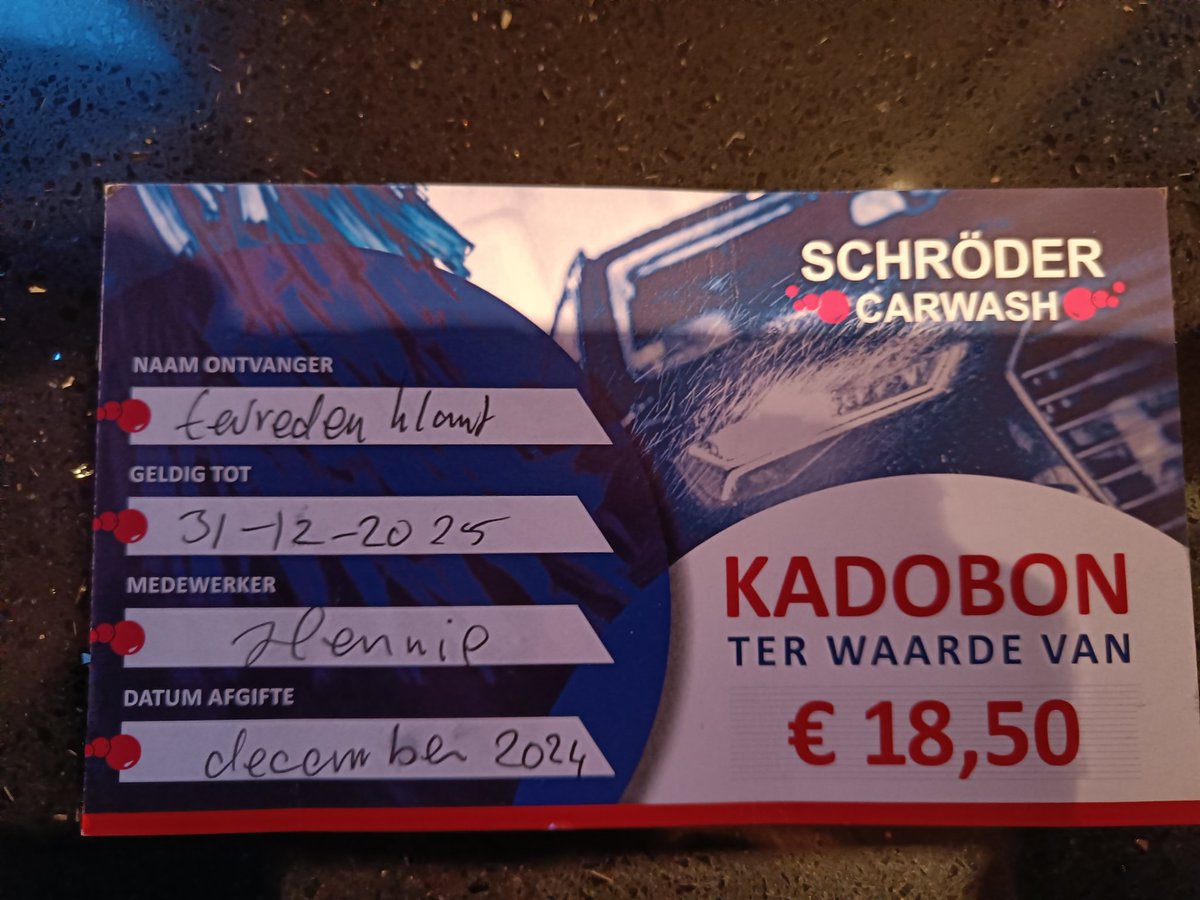 SCHRÖDER
CARWASH
NAAM ONTVANGER
tevreden klant
GELDIG TOT
31-12-2025
MEDEWERKER
Hennie
DATUM AFGIFTE
december 2024
KADOBON
TER WAARDE VAN
€ 18,50